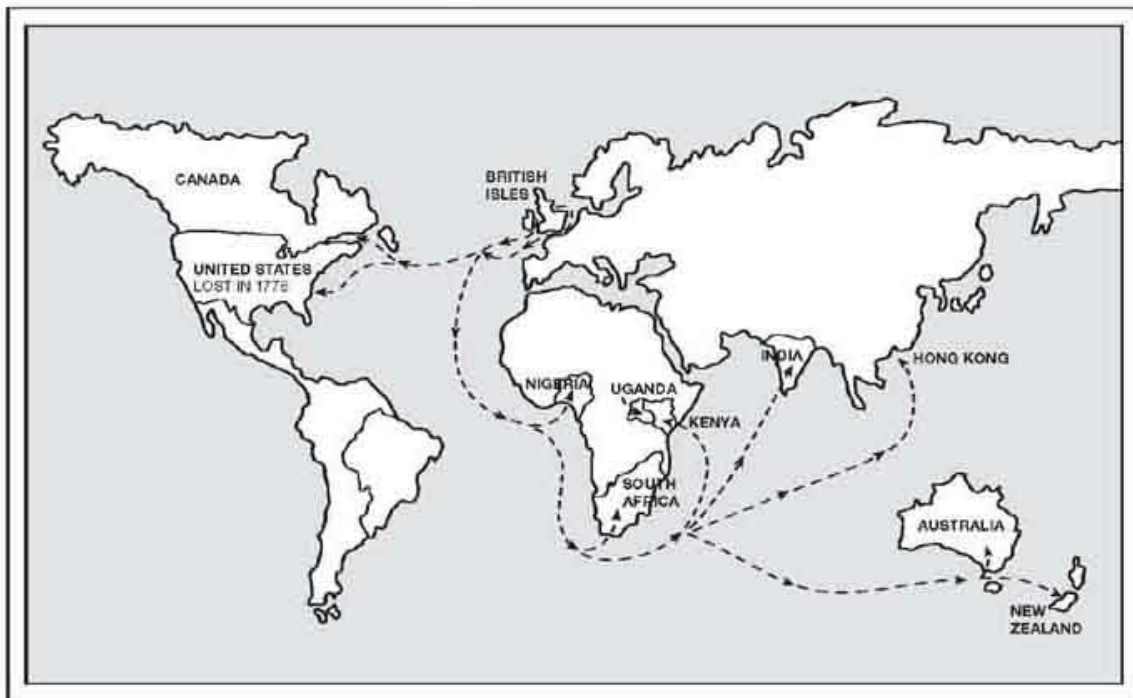 CANADA
BRITISH
ISLES
UNITED STATES
LOST IN 1776
INDIA
HONG KONG
NIGERIA
UGANDA
KENYA
SOUTH
AFRICA
AUSTRALIA
NEW
ZEALAND